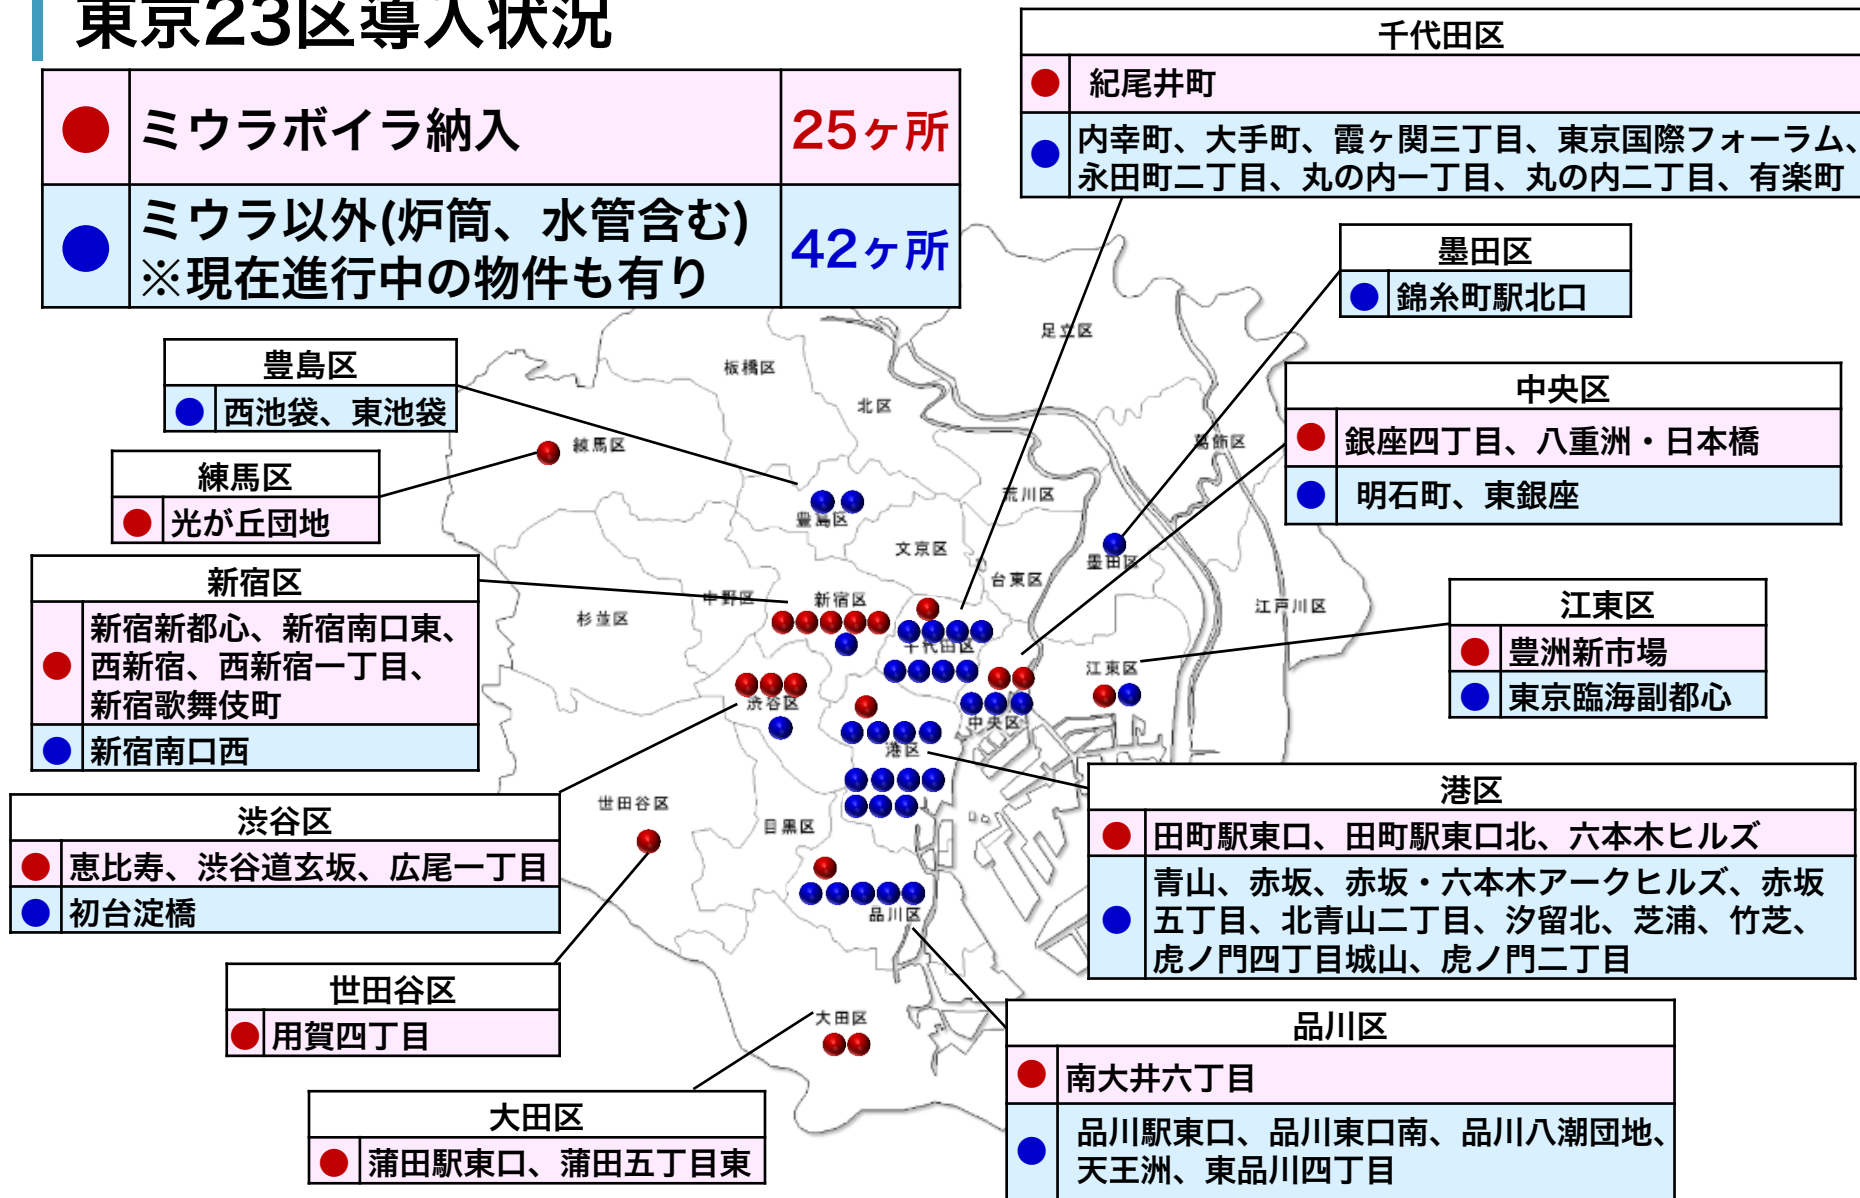 東京23区導入状況
ミウラボイラ納入
25ヶ所
ミウラ以外(炉筒、水管含む)
※現在進行中の物件も有り
42ヶ所
千代田区
紀尾井町
内幸町、大手町、霞ヶ関三丁目、東京国際フォーラム、
永田町二丁目、丸の内一丁目、丸の内二丁目、有楽町
墨田区
錦糸町駅北口
豊島区
西池袋、東池袋
中央区
銀座四丁目、八重洲・日本橋
明石町、東銀座
練馬区
光が丘団地
新宿区
新宿新都心、新宿南口東、
西新宿、西新宿一丁目、
新宿歌舞伎町
新宿南口西
江東区
豊洲新市場
東京臨海副都心
渋谷区
恵比寿、渋谷道玄坂、広尾一丁目
初台淀橋
港区
田町駅東口、田町駅東口北、六本木ヒルズ
青山、赤坂、赤坂・六本木アークヒルズ、赤坂
五丁目、北青山二丁目、汐留北、芝浦、竹芝、
虎ノ門四丁目城山、虎ノ門二丁目
世田谷区
用賀四丁目
品川区
南大井六丁目
品川駅東口、品川東口南、品川八潮団地、
天王洲、東品川四丁目
大田区
蒲田駅東口、蒲田五丁目東
足立区
板橋区
北区
葛飾区
練馬区
荒川区
豊島区
文京区
墨田区
台東区
中野区
新宿区
杉並区
江戸川区
千代田区
江東区
渋谷区
中央区
港区
世田谷区
目黒区
品川区
大田区